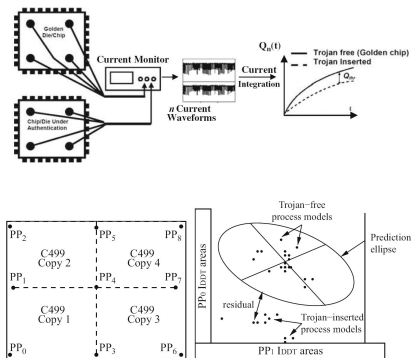 Golden
Die/Chip
Current Monitor
Chip/Die Under
Authentication
n Current
Waveforms
Current
Integration
Qn(t)
Trojan free (Golden chip)
Trojan Inserted
Qthr
t
PP2
PP5
PP8
C499
Copy 2
C499
Copy 4
PP1
PP4
PP7
C499
Copy 1
C499
Copy 3
PP0
PP3
PP6
Trojan-free
process models
Prediction
ellipse
PP0 IDDT areas
residual
Trojan-inserted
process models
PP1 IDDT areas